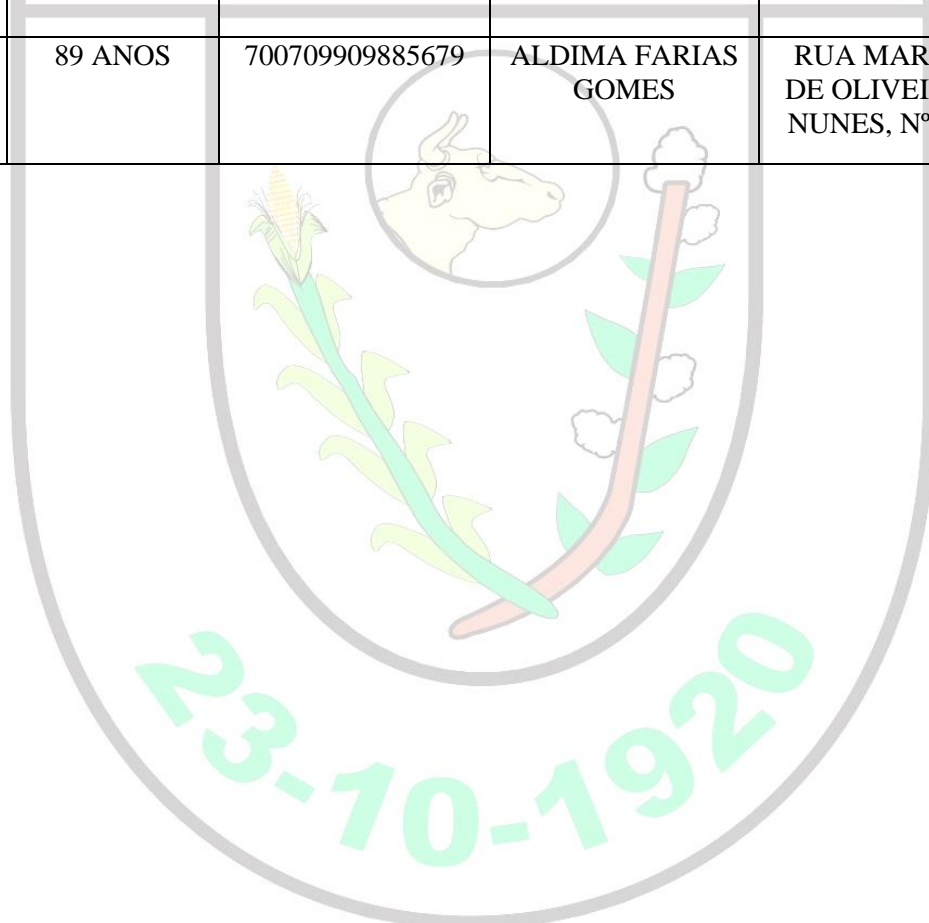 89 ANOS
700709909885679
ALDIMA FARIAS
GOMES
RUA MAR
DE OLIVEI
NUNES, Nº
23-10-1920